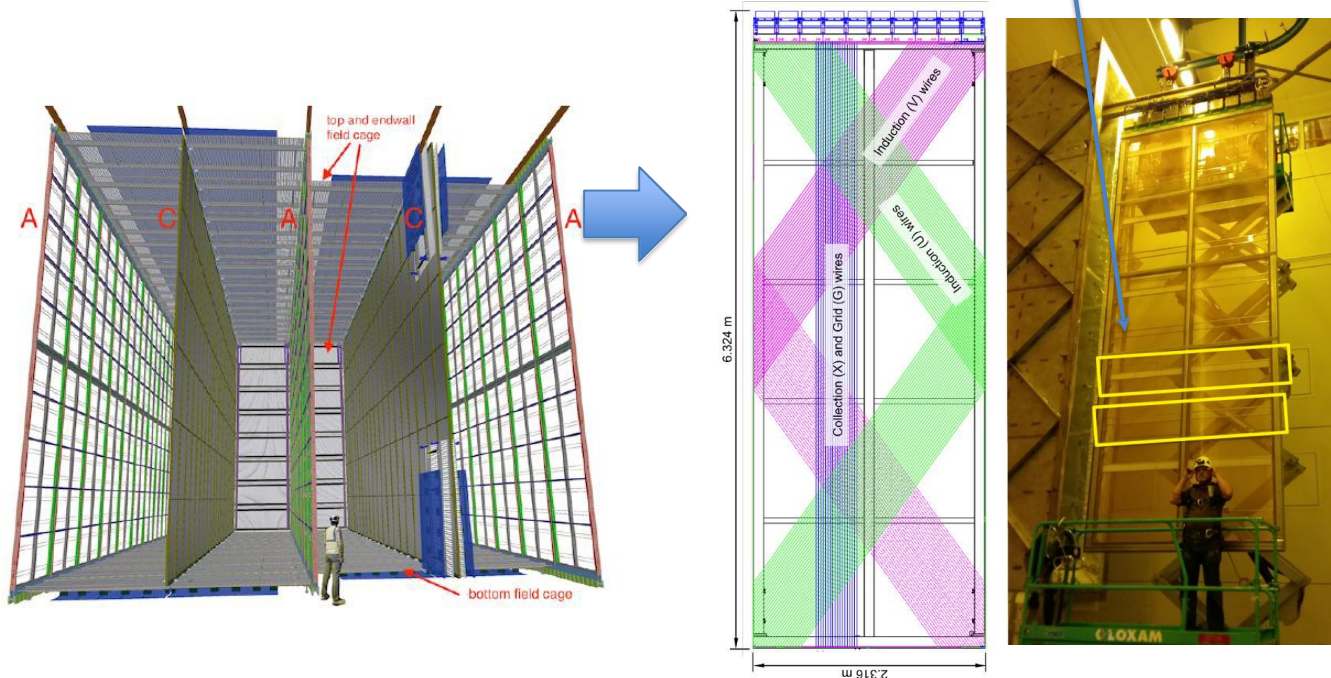 top and endwall
field cage
A
C
A
C
A
bottom field cage
6.324 m
2.316 m
Induction (V) wires
Induction (U) wires
Collection (X) and Grid (G) wires
LOXAM